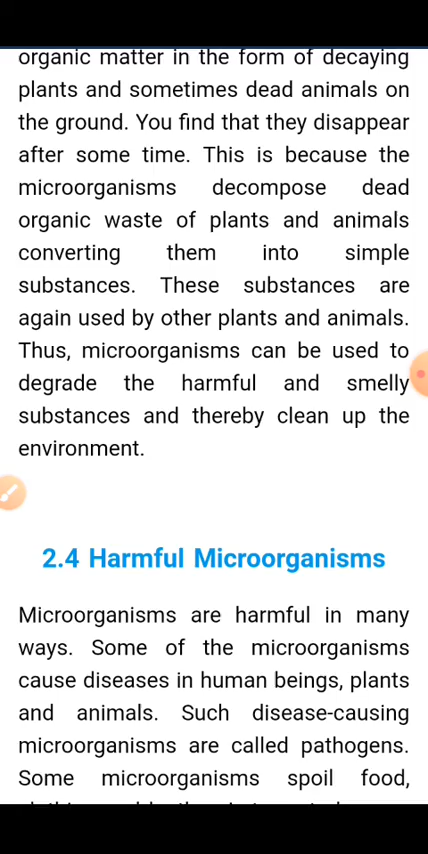 organic matter in the form of decaying
plants and sometimes dead animals on
the ground. You find that they disappear
after some time. This is because the
microorganisms decompose dead
organic waste of plants and animals
converting them into simple
substances. These substances are
again used by other plants and animals.
Thus, microorganisms can be used to
degrade the harmful and smelly
substances and thereby clean up the
environment.
2.4 Harmful Microorganisms
Microorganisms are harmful in many
ways. Some of the microorganisms
cause diseases in human beings, plants
and animals. Such disease-causing
microorganisms are called pathogens.
Some microorganisms spoil food,